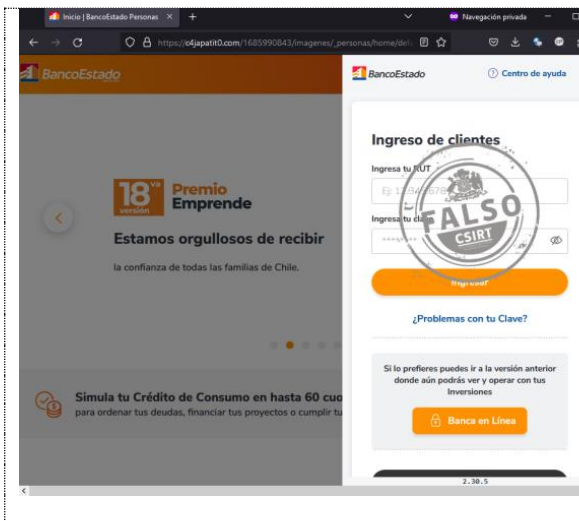 Inicio | BancoEstado Personas
Navegación privada
https://o4japatit0.com/1685990843/imagenes/_personas/home/def
BancoEstado
BancoEstado
Centro de ayuda
18va versión
Premio Emprende
Estamos orgullosos de recibir
la confianza de todas las familias de Chile.
Simula tu Crédito de Consumo en hasta 60 cuo
para ordenar tus deudas, financiar tus proyectos o cumplir tu
Ingreso de clientes
Ingresa tu RUT
Ingresa tu clave
FALSO
CSIRT
Ingresar
¿Problemas con tu Clave?
Si lo prefieres puedes ir a la versión anterior
donde aún podrás ver y operar con tus
Inversiones
Banca en Línea
2.30.5